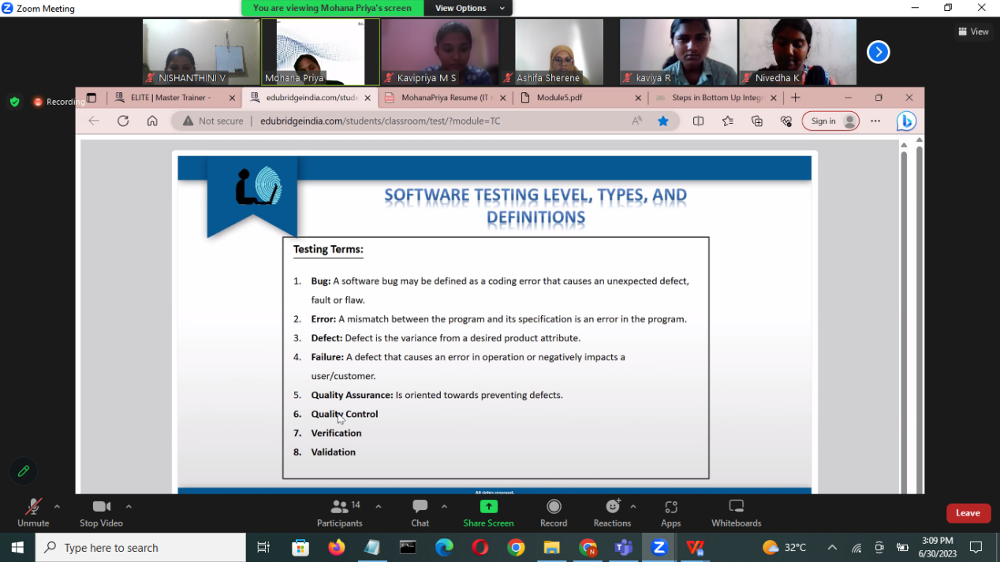 Zoom Meeting
You are viewing Mohana Priya's screen
View Options
View
NISHANTHINI V
Mohana Priya
Kavipriya M S
Ashifa Sherene
kaviya R
Nivedha K
Recording
ELITE | Master Trainer -
edubridgeindia.com/stude
MohanaPriya Resume (IT
Module5.pdf
Steps in Bottom Up Integ
Not secure
edubridgeindia.com/students/classroom/test/?module=TC
Sign in
SOFTWARE TESTING LEVEL, TYPES, AND
DEFINITIONS
Testing Terms:
1. Bug: A software bug may be defined as a coding error that causes an unexpected defect,
fault or flaw.
2. Error: A mismatch between the program and its specification is an error in the program.
3. Defect: Defect is the variance from a desired product attribute.
4. Failure: A defect that causes an error in operation or negatively impacts a
user/customer.
5. Quality Assurance: Is oriented towards preventing defects.
6. Quality Control
7. Verification
8. Validation
All rights reserved.
Unmute
Stop Video
14
Participants
Chat
Share Screen
Record
Reactions
Apps
Whiteboards
Leave
Type here to search
32°C
3:09 PM
6/30/2023